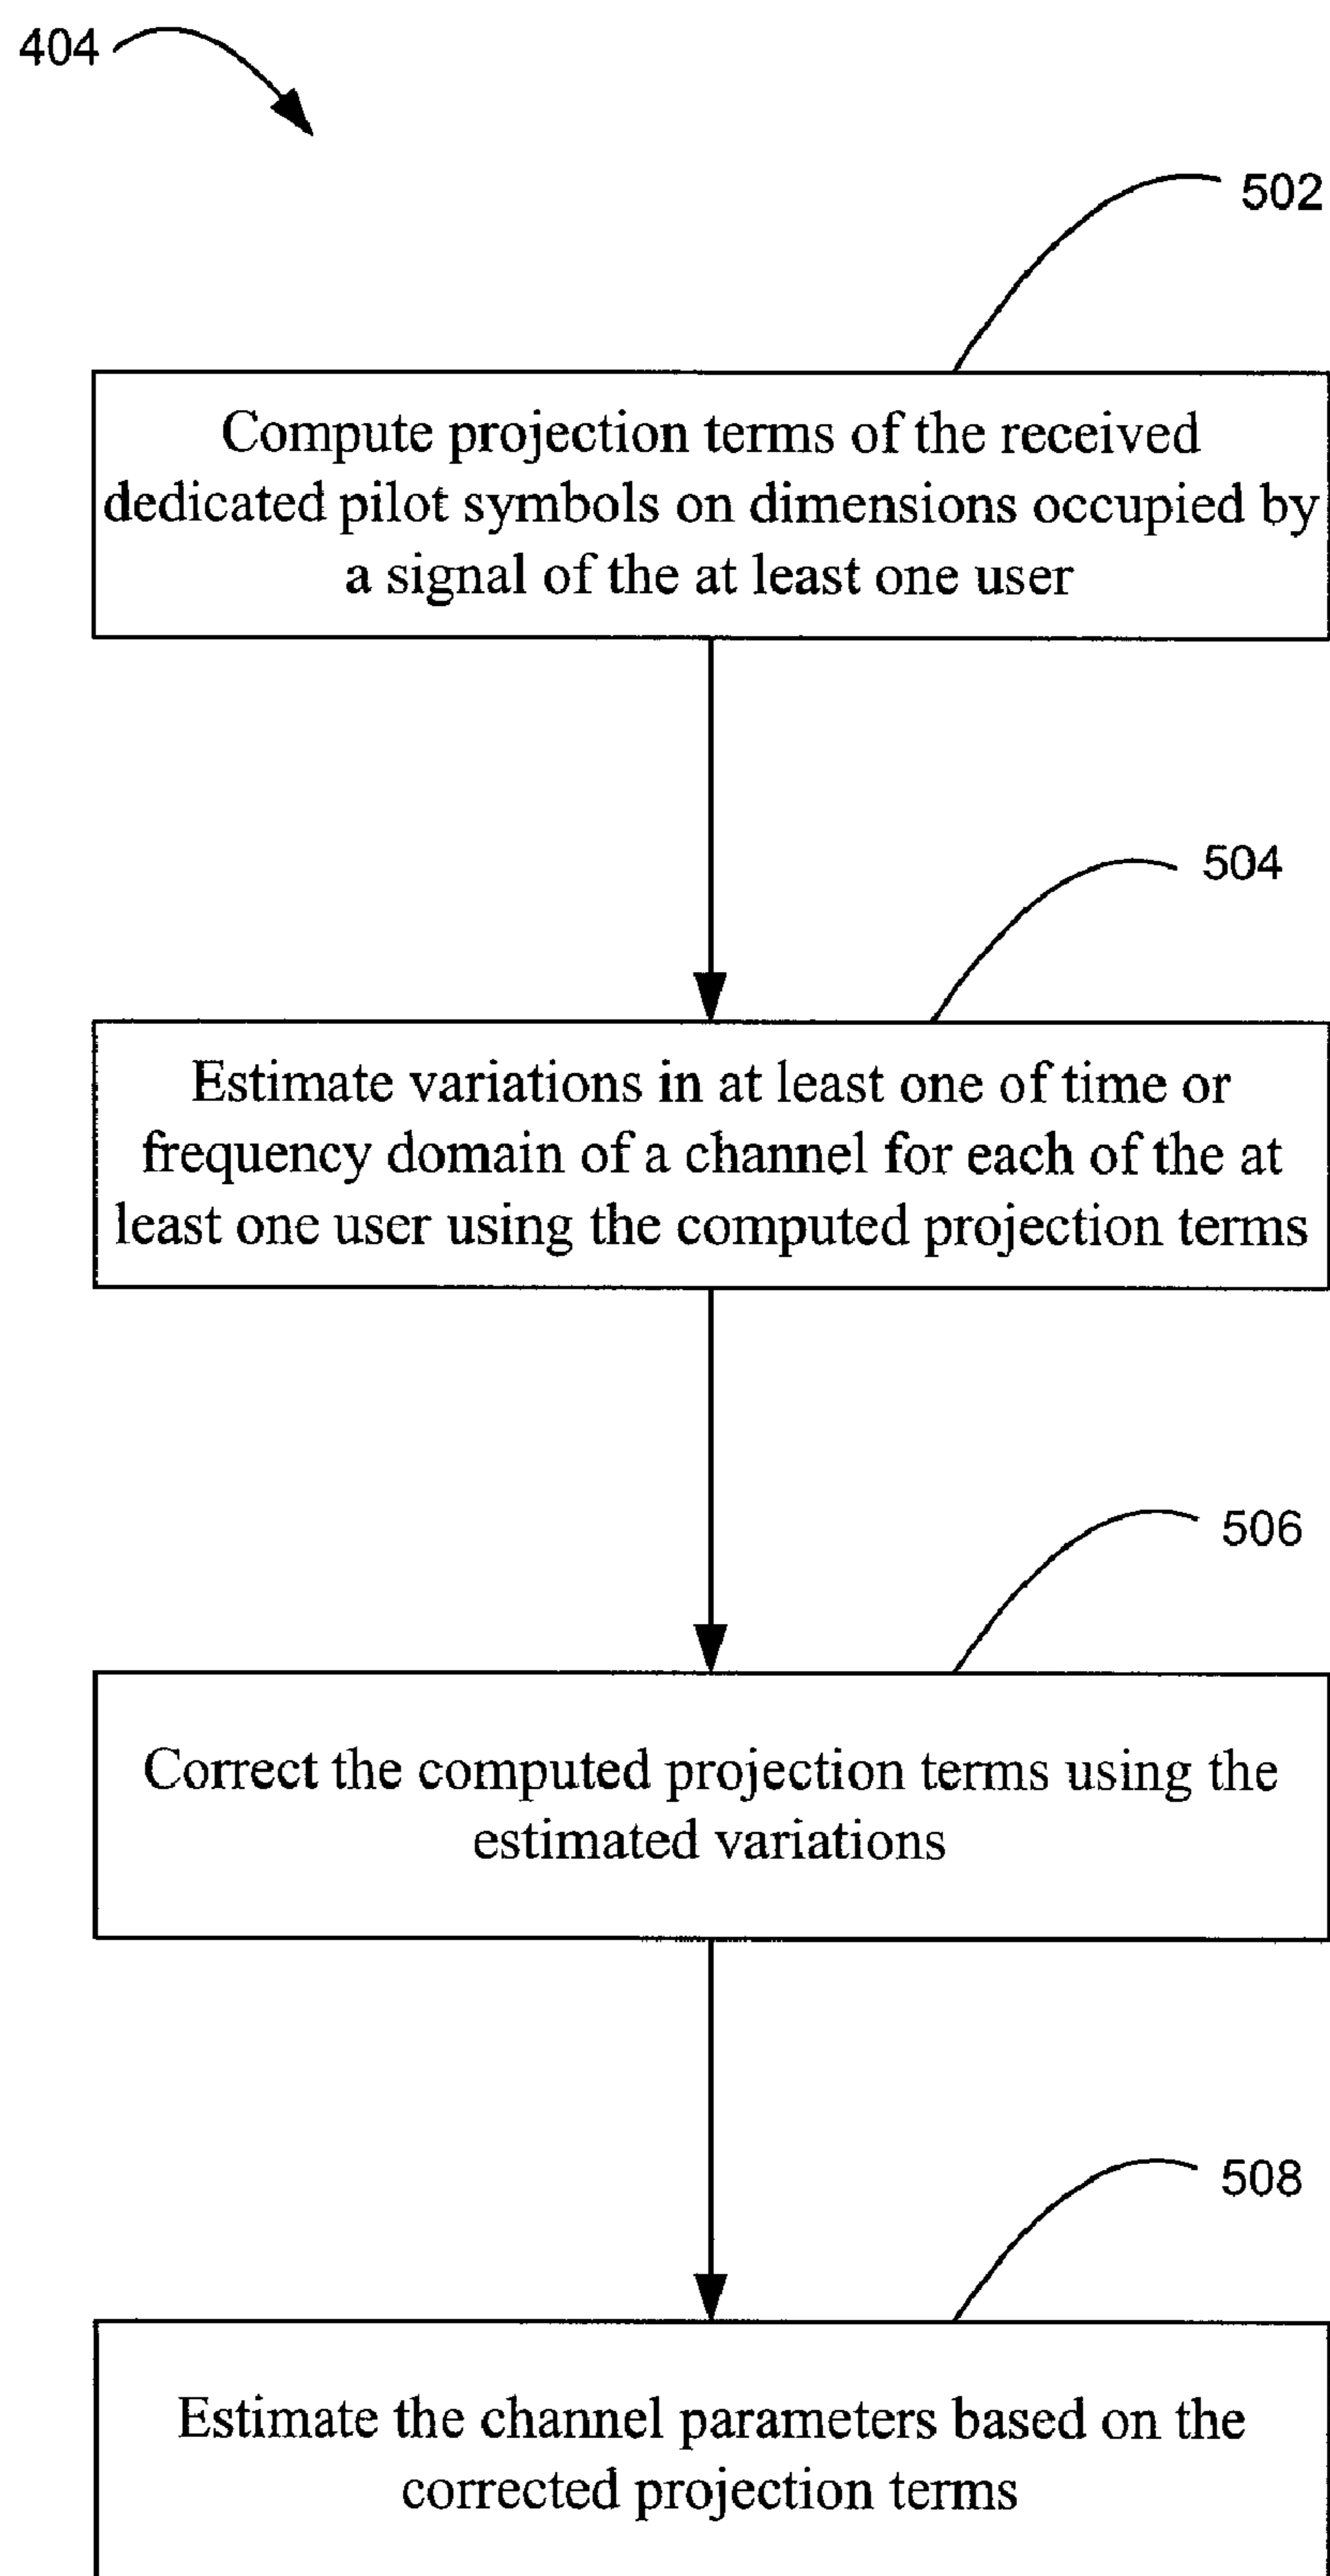 404
502
Compute projection terms of the received
dedicated pilot symbols on dimensions occupied by
a signal of the at least one user
504
Estimate variations in at least one of time or
frequency domain of a channel for each of the at
least one user using the computed projection terms
506
Correct the computed projection terms using the
estimated variations
508
Estimate the channel parameters based on the
corrected projection terms